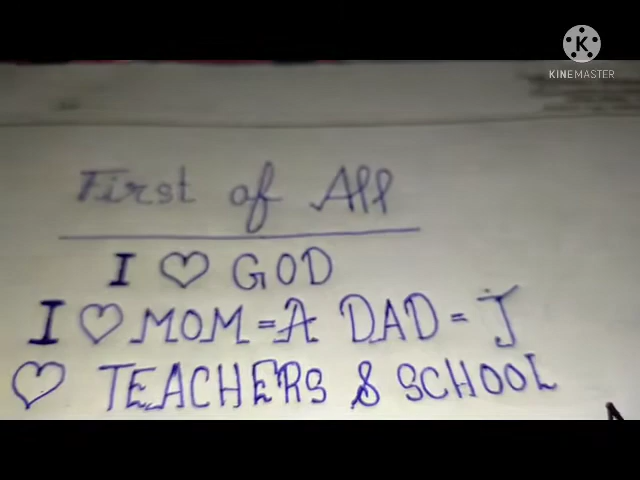 KINEMASTER
First of All
I ♡ GOD
I ♡ MOM = A DAD = J
♡ TEACHERS & SCHOOL